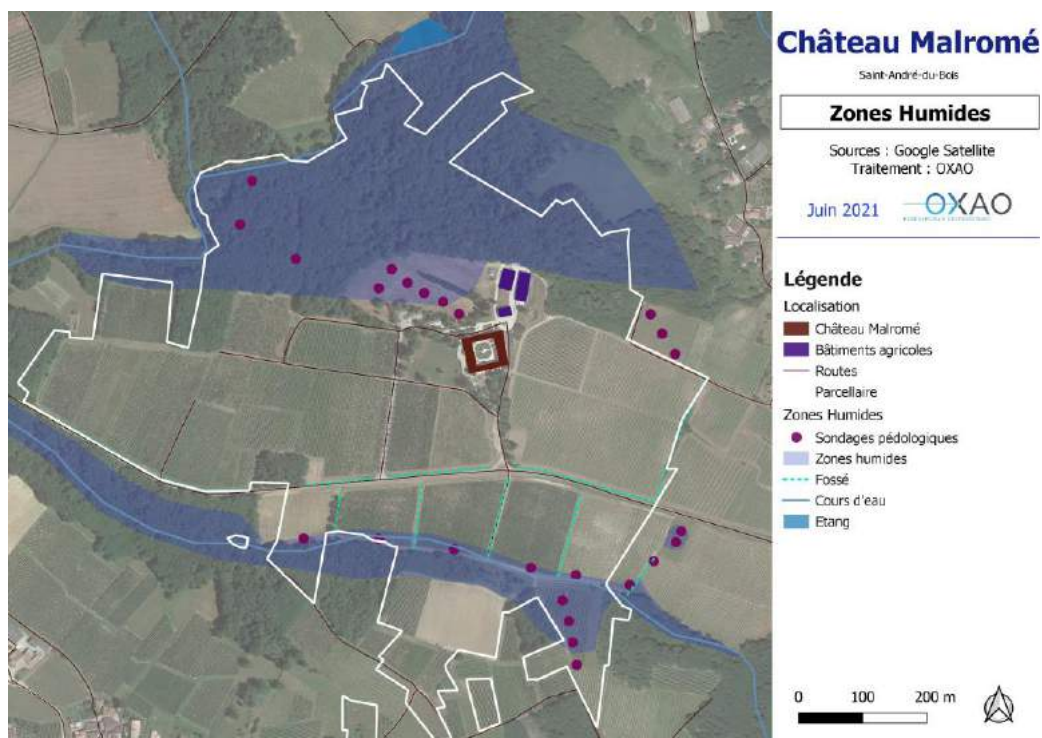 Château Malromé
Saint-André-du-Bois
Zones Humides
Sources : Google Satellite
Traitement : OXAO
Juin 2021
OXAO
Légende
Localisation
Château Malromé
Bâtiments agricoles
Routes
Parcellaire
Zones Humides
Sondages pédologiques
Zones humides
Fossé
Cours d'eau
Etang
0 100 200 m